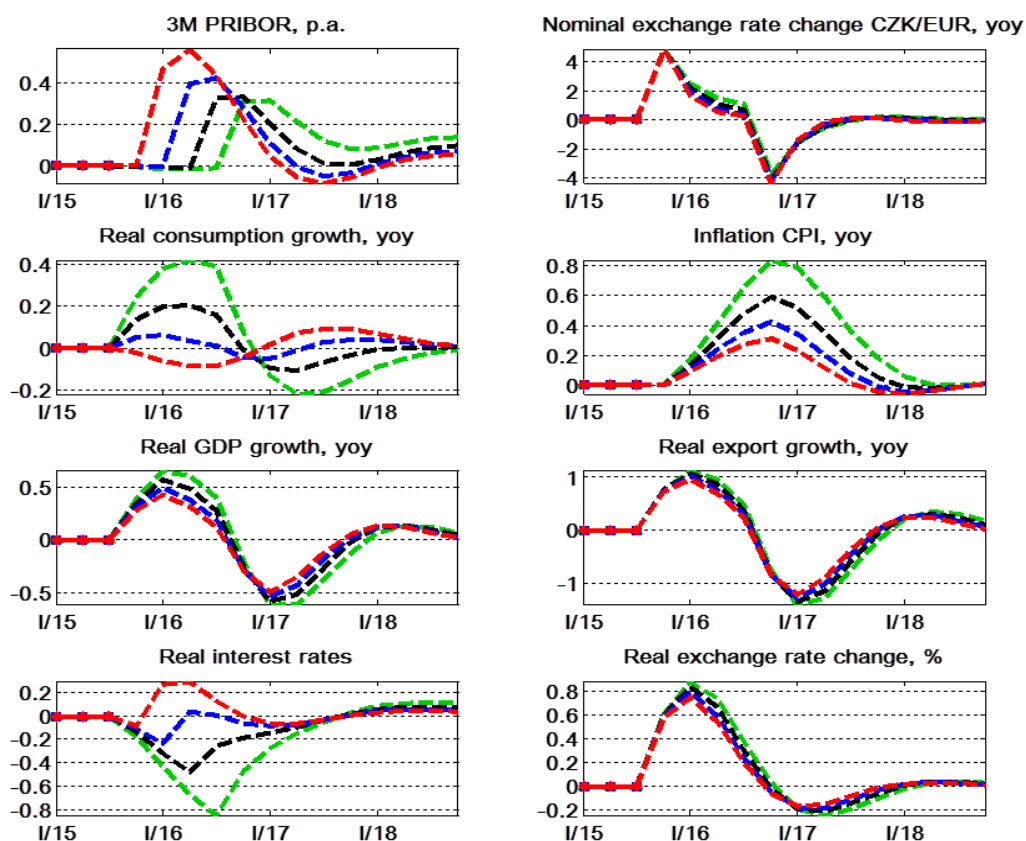 3M PRIBOR, p.a.
0.4
0.2
0
I/15 I/16 I/17 I/18
Nominal exchange rate change CZK/EUR, yoy
4
2
0
−2
−4
I/15 I/16 I/17 I/18
Real consumption growth, yoy
0.4
0.2
0
−0.2
I/15 I/16 I/17 I/18
Inflation CPI, yoy
0.8
0.6
0.4
0.2
0
I/15 I/16 I/17 I/18
Real GDP growth, yoy
0.5
0
−0.5
I/15 I/16 I/17 I/18
Real export growth, yoy
1
0
−1
I/15 I/16 I/17 I/18
Real interest rates
0.2
0
−0.2
−0.4
−0.6
−0.8
I/15 I/16 I/17 I/18
Real exchange rate change, %
0.8
0.6
0.4
0.2
0
−0.2
I/15 I/16 I/17 I/18